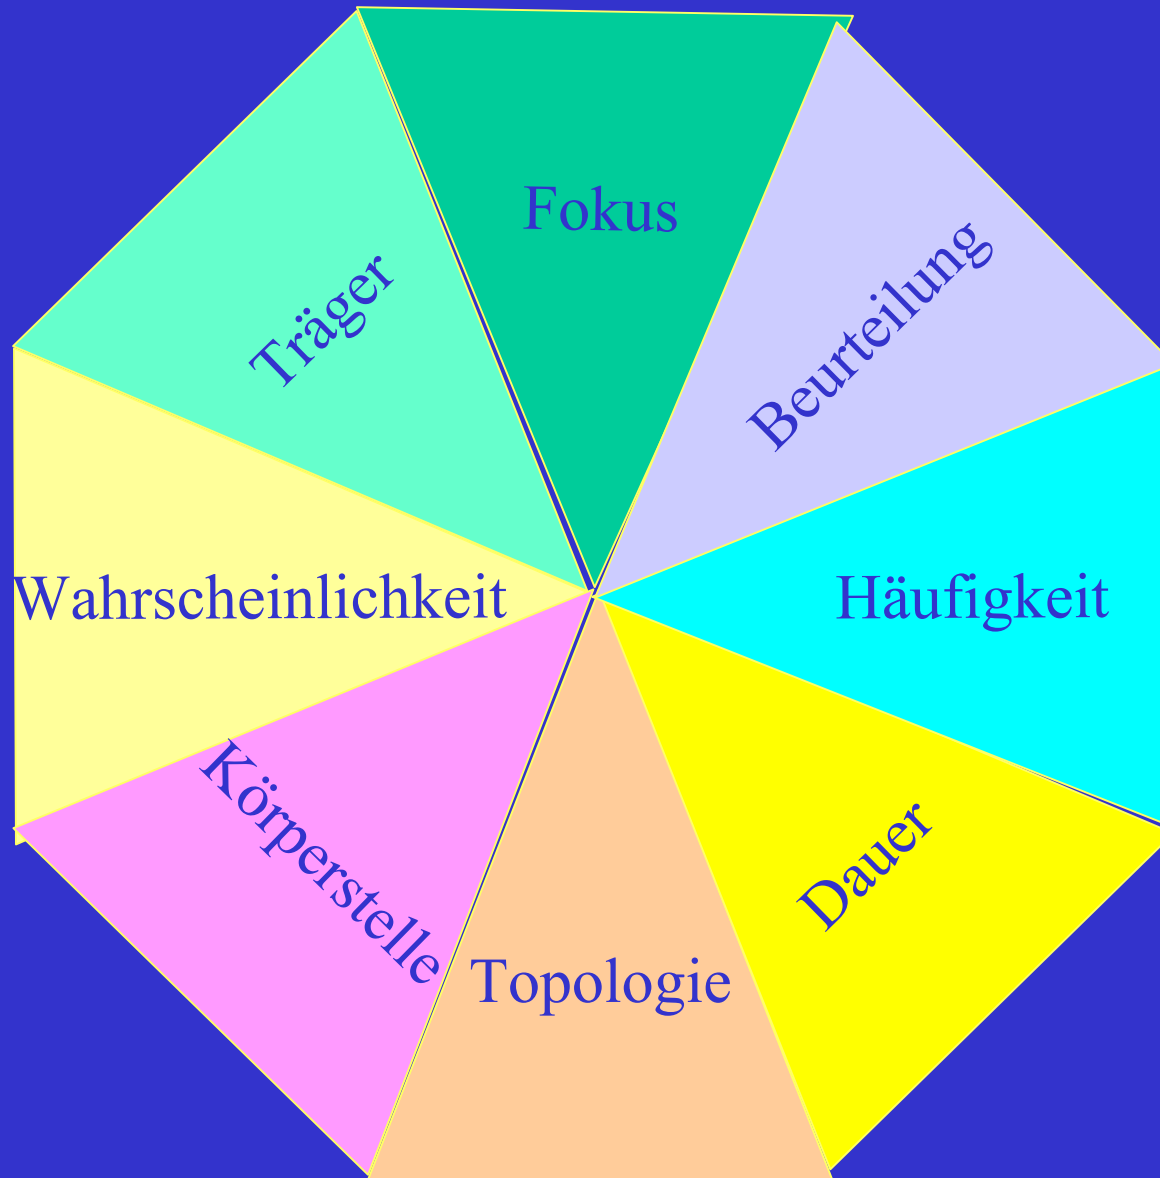 Fokus
Beurteilung
Träger
Wahrscheinlichkeit
Häufigkeit
Körperstelle
Dauer
Topologie